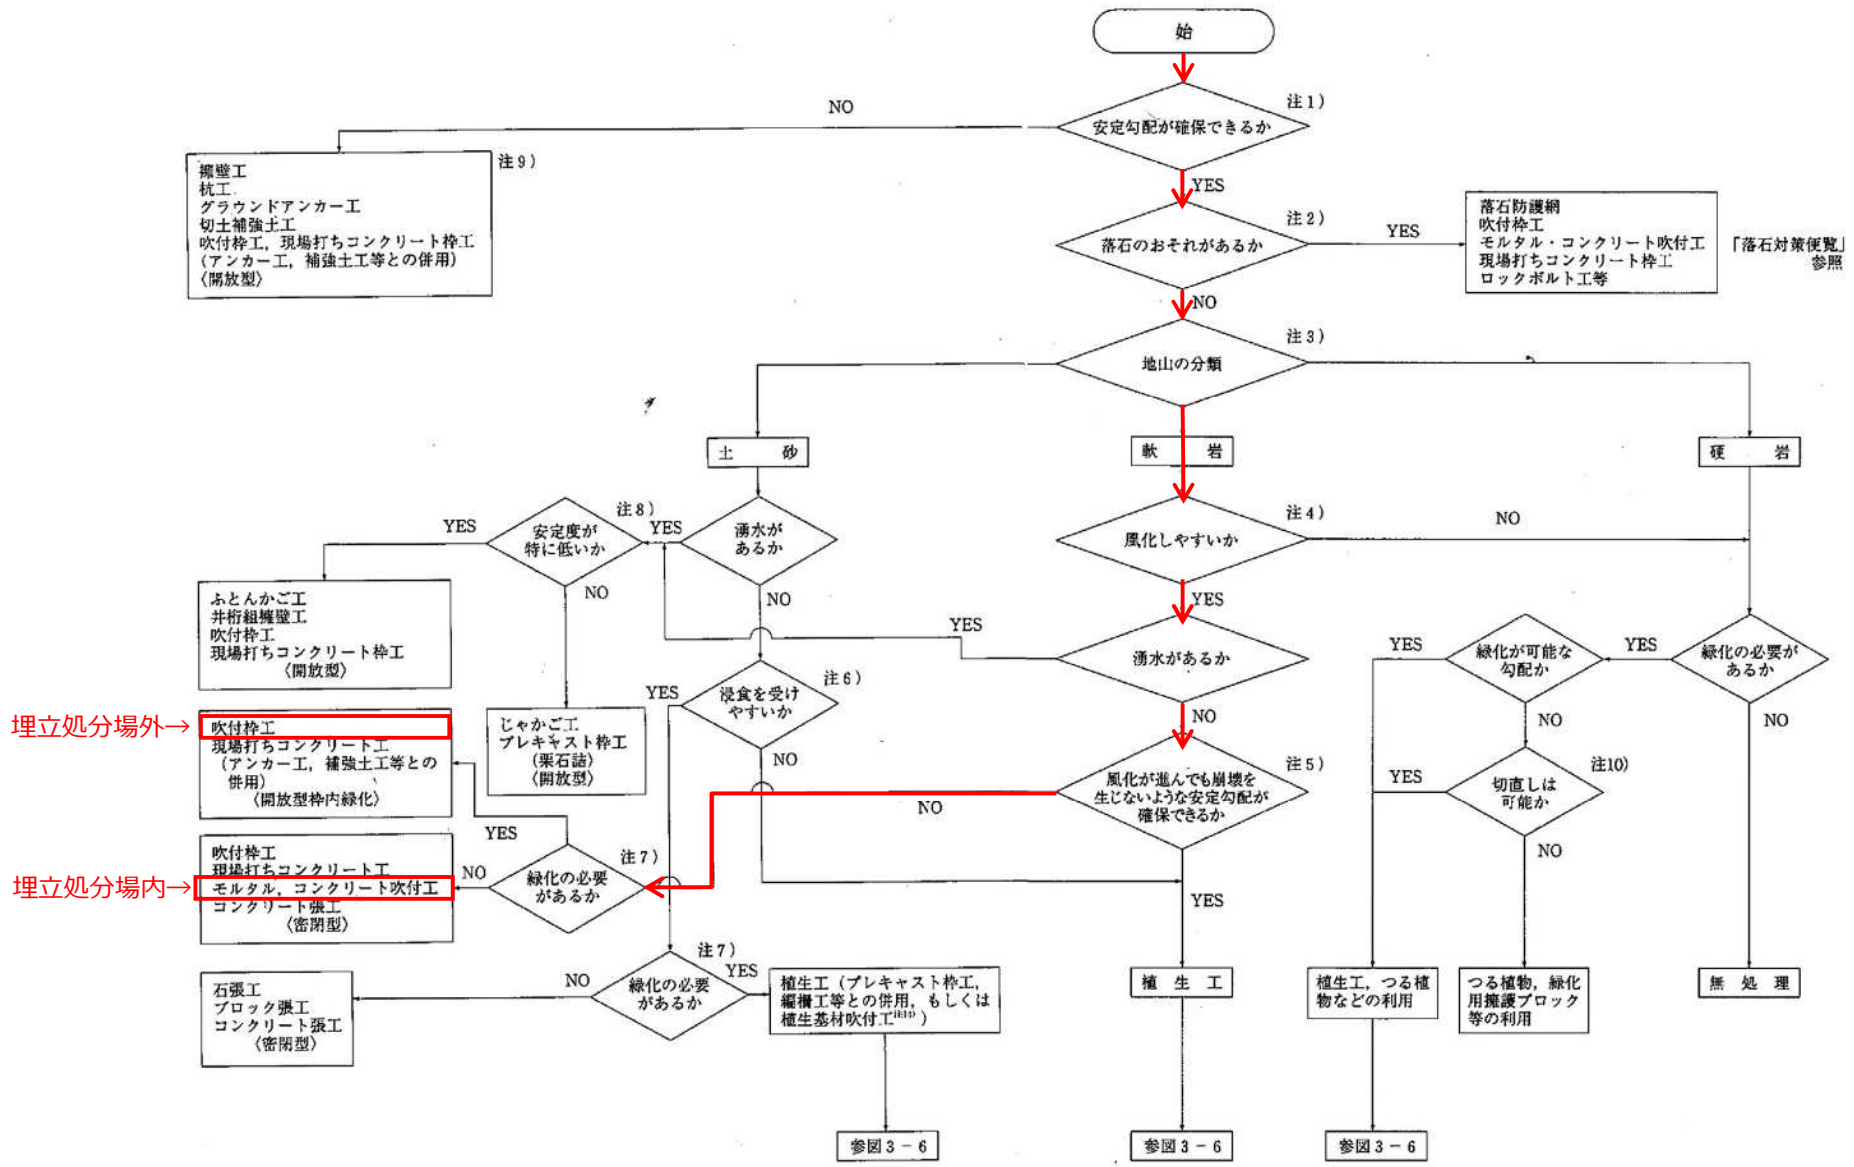 始
注1)
安定勾配が確保できるか
NO
YES
注9)
擁壁工
杭工
グラウンドアンカー工
切土補強土工
吹付枠工，現場打ちコンクリート枠工
(アンカー工，補強土工等との併用)
〈開放型〉
注2)
落石のおそれがあるか
YES
NO
落石防護網
吹付枠工
モルタル・コンクリート吹付工
現場打ちコンクリート枠工
ロックボルト工等
「落石対策便覧」
参照
注3)
地山の分類
土　砂
軟　岩
硬　岩
注8)
安定度が
特に低いか
YES
NO
湧水が
あるか
YES
NO
注4)
風化しやすいか
NO
YES
ふとんかご工
井桁組擁壁工
吹付枠工
現場打ちコンクリート枠工
〈開放型〉
湧水があるか
YES
NO
緑化が可能な
勾配か
YES
NO
緑化の必要が
あるか
YES
NO
注6)
浸食を受け
やすいか
YES
NO
埋立処分場外→
吹付枠工
現場打ちコンクリート工
(アンカー工，補強土工等との
併用)
〈開放型枠内緑化〉
じゃかご工
プレキャスト枠工
(栗石詰)
〈開放型〉
注5)
風化が進んでも崩壊を
生じないような安定勾配が
確保できるか
NO
YES
注10)
切直しは
可能か
YES
NO
埋立処分場内→
吹付枠工
現場打ちコンクリート工
モルタル，コンクリート吹付工
コンクリート張工
〈密閉型〉
注7)
緑化の必要
があるか
YES
NO
石張工
ブロック張工
コンクリート張工
〈密閉型〉
注7)
緑化の必要
があるか
NO
YES
植生工（プレキャスト枠工，
編柵工等との併用，もしくは
植生基材吹付工）
植　生　工
植生工，つる植
物などの利用
つる植物，緑化
用擁護ブロック
等の利用
無　処　理
参図3－6
参図3－6
参図3－6